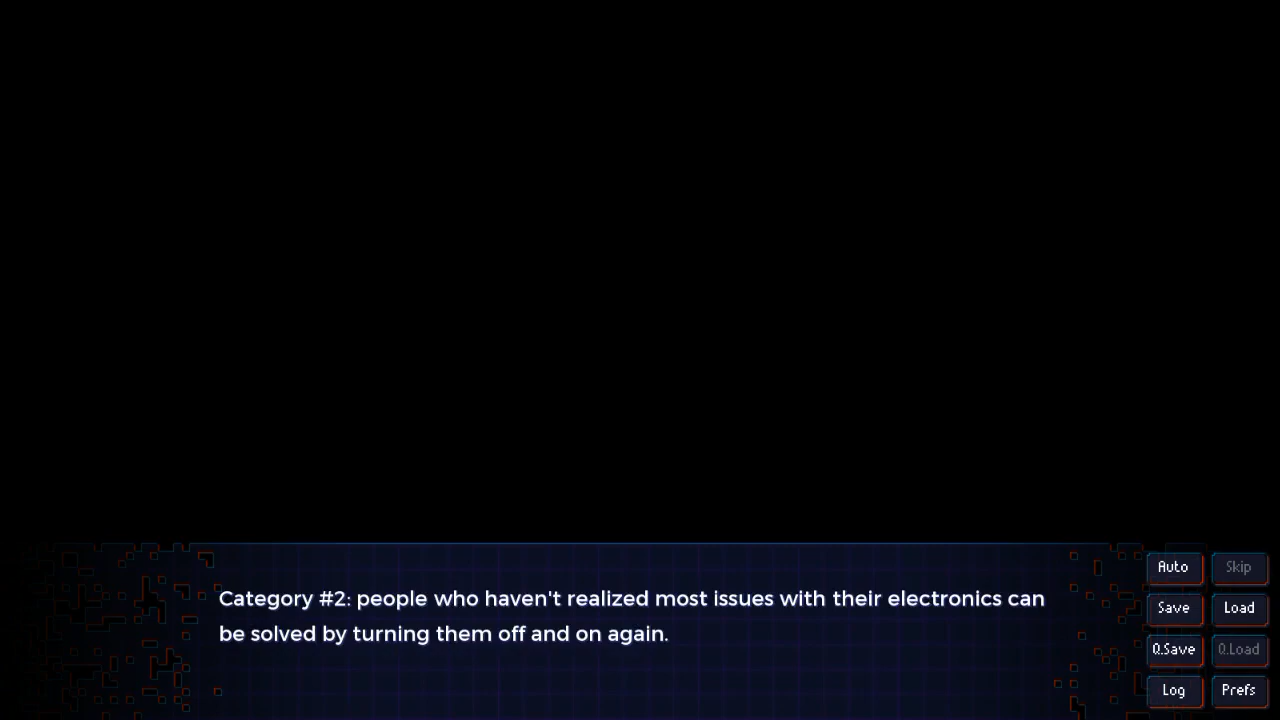 Category #2: people who haven't realized most issues with their electronics can
be solved by turning them off and on again.
Auto Skip
Save Load
Q.Save Q.Load
Log Prefs